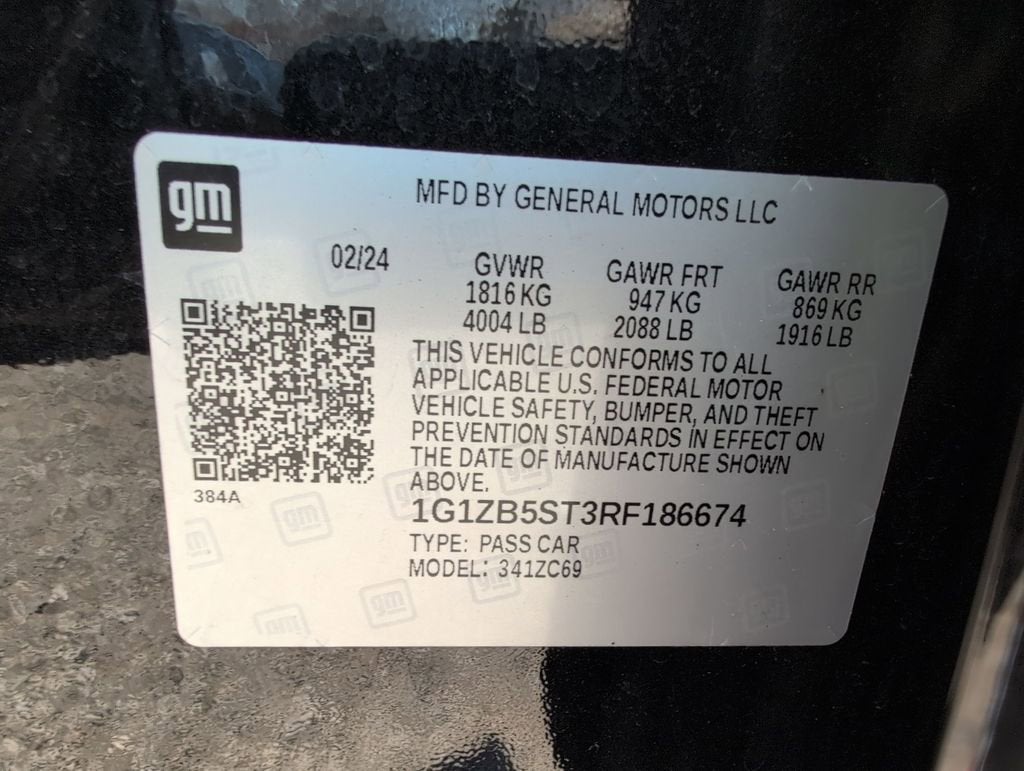 gm
MFD BY GENERAL MOTORS LLC
02/24
GVWR
1816 KG
4004 LB
GAWR FRT
947 KG
2088 LB
GAWR RR
869 KG
1916 LB
THIS VEHICLE CONFORMS TO ALL
APPLICABLE U.S. FEDERAL MOTOR
VEHICLE SAFETY, BUMPER, AND THEFT
PREVENTION STANDARDS IN EFFECT ON
THE DATE OF MANUFACTURE SHOWN
ABOVE.
384A
1G1ZB5ST3RF186674
TYPE: PASS CAR
MODEL: 341ZC69